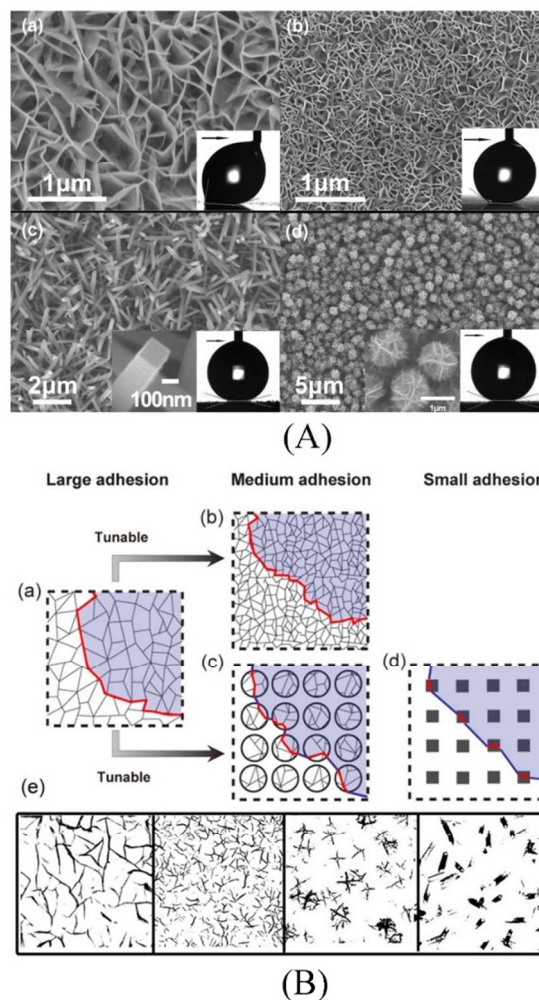 (a)
(b)
1µm
1µm
(c)
(d)
2µm
100nm
5µm
1µm
(A)
Large adhesion
Medium adhesion
Small adhesion
Tunable
(b)
(a)
(c)
(d)
Tunable
(e)
(B)